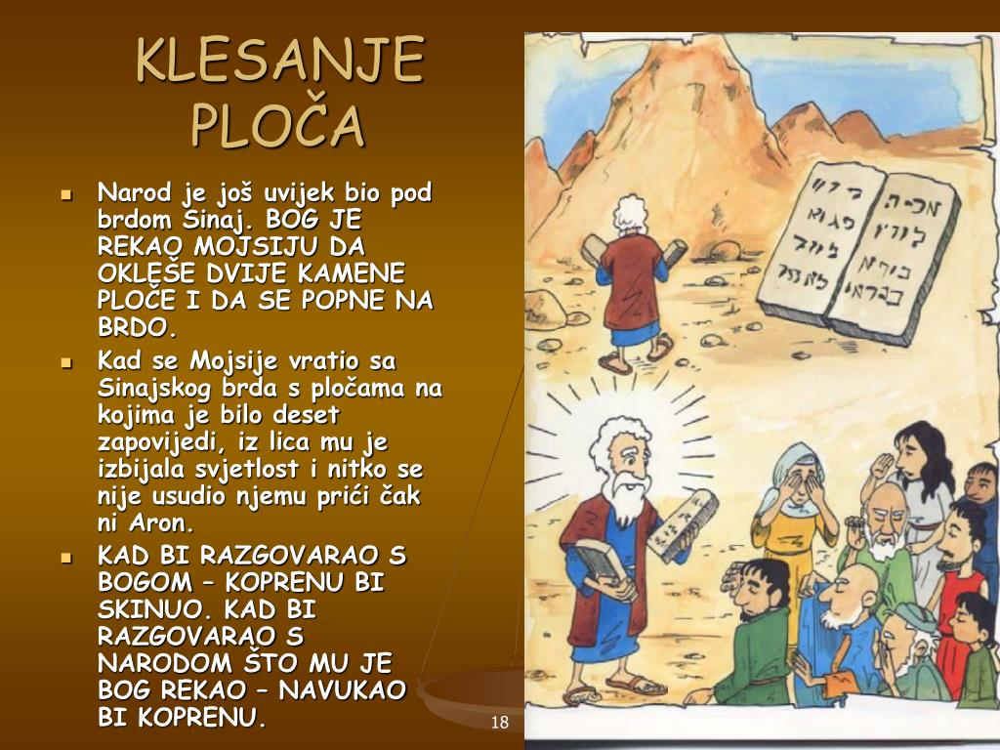 KLESANJE
PLOČA
Narod je još uvijek bio pod
brdom Sinaj. BOG JE
REKAO MOJSIJU DA
OKLEŠE DVIJE KAMENE
PLOČE I DA SE POPNE NA
BRDO.
Kad se Mojsije vratio sa
Sinajskog brda s pločama na
kojima je bilo deset
zapovijedi, iz lica mu je
izbijala svjetlost i nitko se
nije usudio njemu prići čak
ni Aron.
KAD BI RAZGOVARAO S
BOGOM – KOPRENU BI
SKINUO. KAD BI
RAZGOVARAO S
NARODOM ŠTO MU JE
BOG REKAO – NAVUKAO
BI KOPRENU.
18